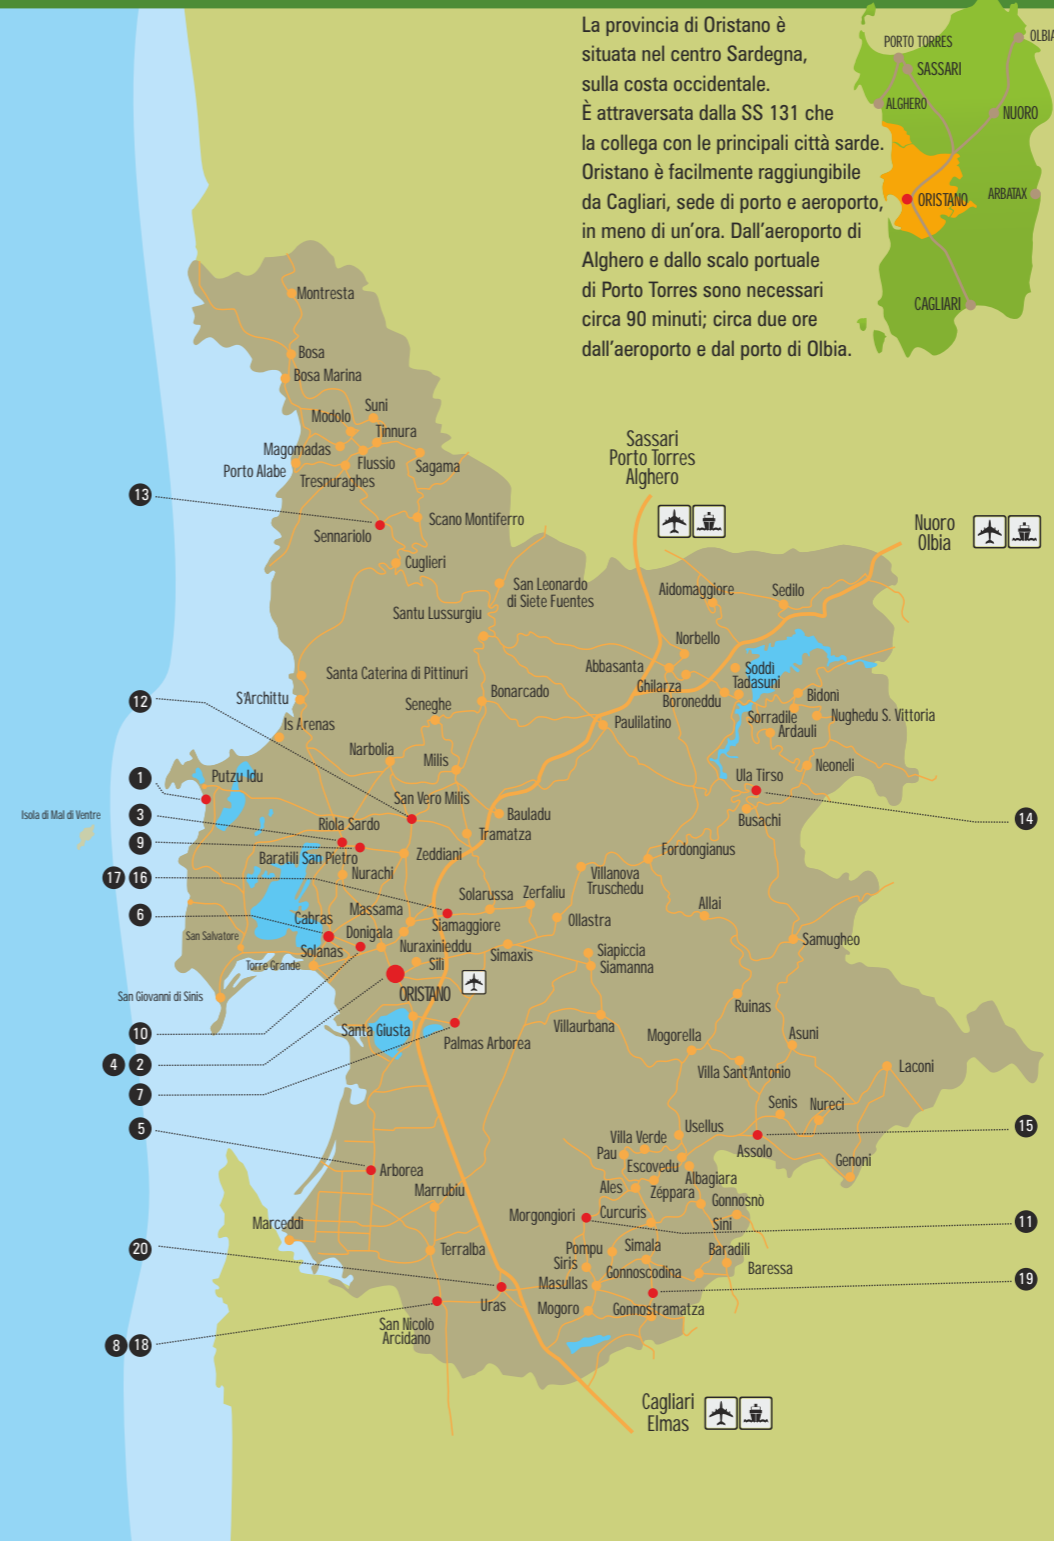 La provincia di Oristano è
situata nel centro Sardegna,
sulla costa occidentale.
È attraversata dalla SS 131 che
la collega con le principali città sarde.
Oristano è facilmente raggiungibile
da Cagliari, sede di porto e aeroporto,
in meno di un'ora. Dall'aeroporto di
Alghero e dallo scalo portuale
di Porto Torres sono necessari
circa 90 minuti; circa due ore
dall'aeroporto e dal porto di Olbia.
PORTO TORRES
OLBIA
SASSARI
ALGHERO
NUORO
ORISTANO
ARBATAX
CAGLIARI
Montresta
Bosa
Bosa Marina
Suni
Modolo
Tinnura
Magomadas
Flussio
Sagama
Porto Alabe
Tresnuraghes
Sassari
Porto Torres
Alghero
13
Scano Montiferro
Sennariolo
Nuoro
Olbia
Cuglieri
San Leonardo
di Siete Fuentes
Aidomaggiore
Sedilo
Santu Lussurgiu
Norbello
Abbasanta
Soddì
Santa Caterina di Pittinuri
Ghilarza
Tadasuni
Boroneddu
Bidonì
12
S'Archittu
Bonarcado
Seneghe
Sorradile
Nughedu S. Vittoria
Is Arenas
Paulilatino
Ardauli
Narbolia
Milis
Neoneli
1
Putzu Idu
Ula Tirso
San Vero Milis
Isola di Mal di Ventre
3
Riola Sardo
Bauladu
Busachi
14
9
Tramatza
Baratili San Pietro
Zeddiani
Fordongianus
17
16
Nurachi
Villanova
Truschedu
Solarussa
Zerfaliu
6
Massama
Allai
Cabras
Siamaggiore
Ollastra
San Salvatore
Donigala
Samugheo
Solanas
Nuraxinieddu
Simaxis
Siapiccia
Torre Grande
Silì
Siamanna
San Giovanni di Sinis
ORISTANO
Ruinas
10
Santa Giusta
Villaurbana
Palmas Arborea
Mogorella
Asuni
4
2
Villa Sant'Antonio
Laconi
7
Senis
Nureci
5
Usellus
15
Villa Verde
Pau
Assolo
Escovedu
Genoni
Arborea
Albagiara
Ales
Zéppara
Marrubiu
Gonnosnò
Morgongiori
Curcuris
11
Marceddì
Sini
20
Terralba
Pompu
Simala
Baradili
Siris
Gonnoscodina
Baressa
Masullas
19
Uras
Mogoro
Gonnostramatza
San Nicolò
Arcidano
8
18
Cagliari
Elmas